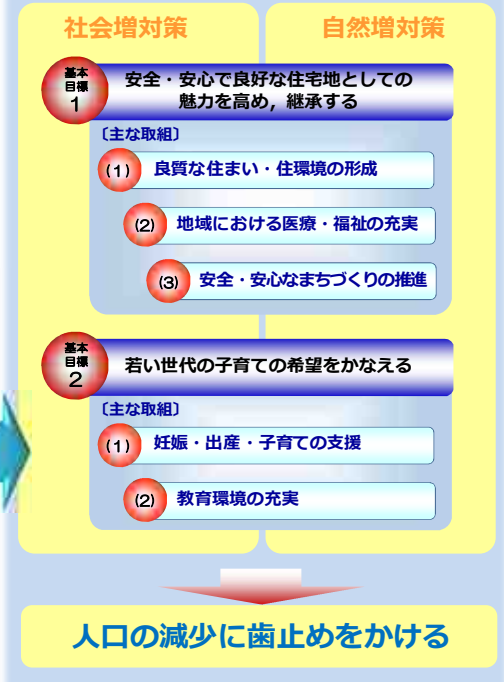 社会増対策
自然増対策
基本
目標
1
安全・安心で良好な住宅地としての
魅力を高め，継承する
〔主な取組〕
(1) 良質な住まい・住環境の形成
(2) 地域における医療・福祉の充実
(3) 安全・安心なまちづくりの推進
基本
目標
2
若い世代の子育ての希望をかなえる
〔主な取組〕
(1) 妊娠・出産・子育ての支援
(2) 教育環境の充実
人口の減少に歯止めをかける